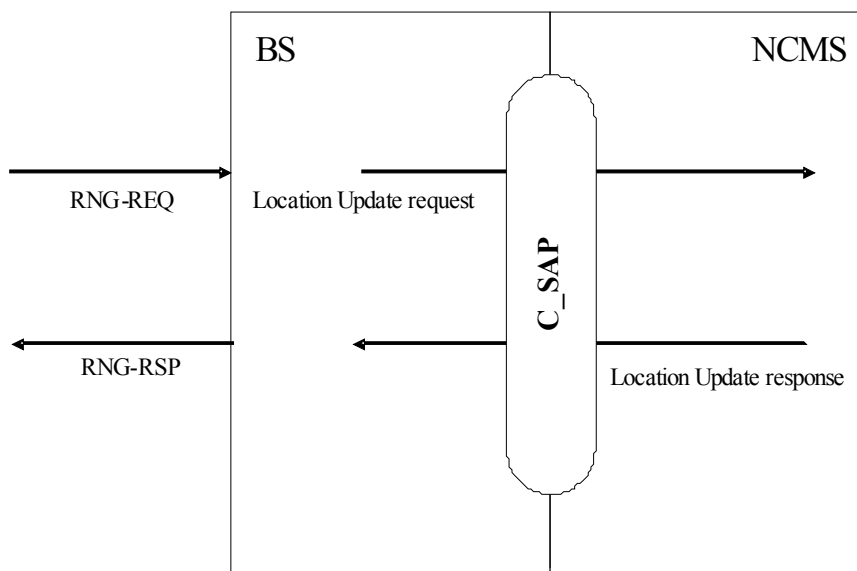 BS
NCMS
RNG-REQ
Location Update request
C_SAP
RNG-RSP
Location Update response